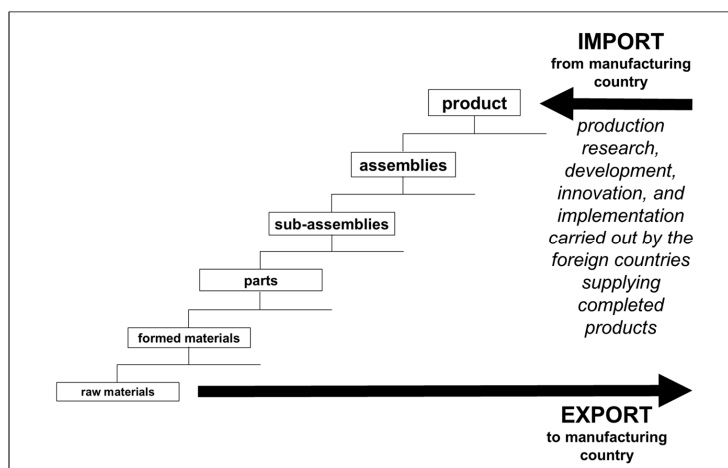 IMPORT
from manufacturing
country
product
production
research,
development,
innovation, and
implementation
carried out by the
foreign countries
supplying
completed
products
assemblies
sub-assemblies
parts
formed materials
raw materials
EXPORT
to manufacturing
country